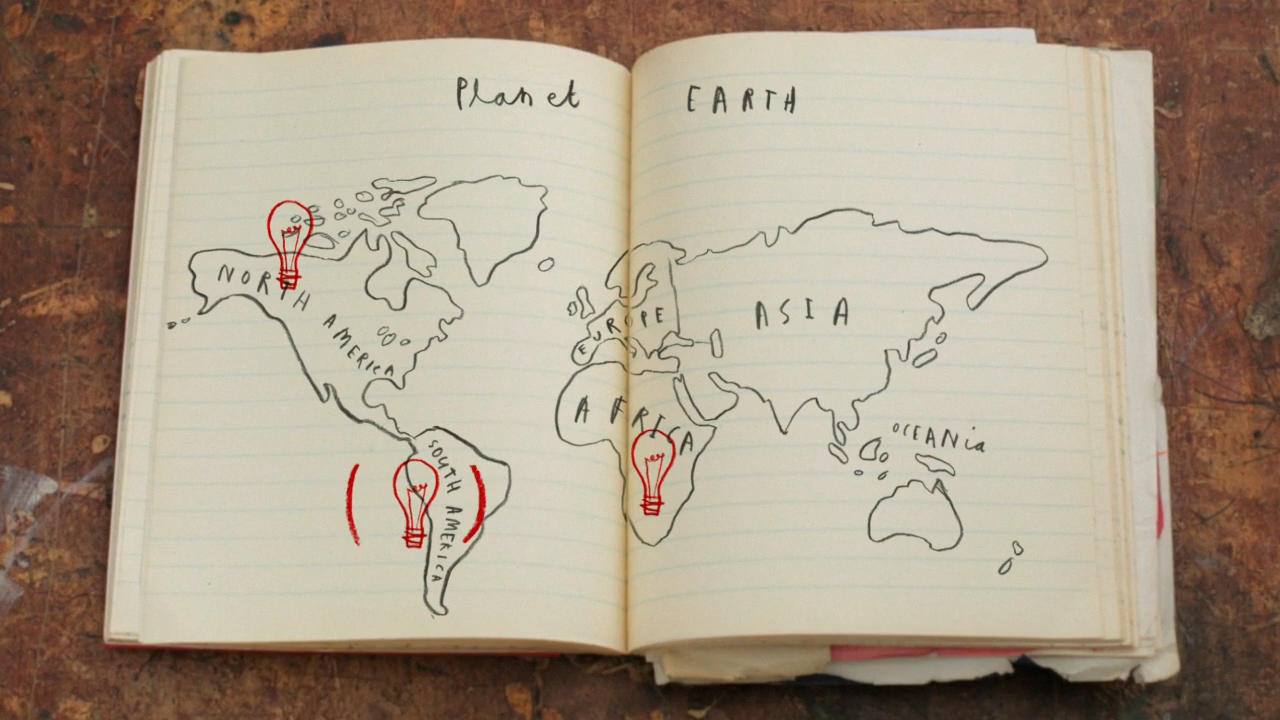 Planet EARTH
NORTH AMERICA
EUROPE
ASIA
AFRICA
OCEANia
SOUTH AMERICA